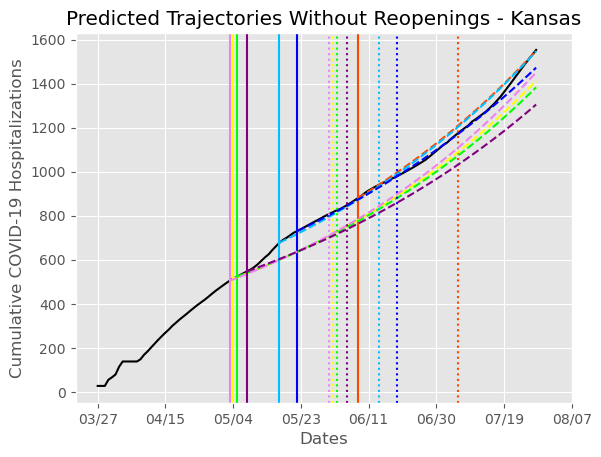 Predicted Trajectories Without Reopenings - Kansas
Cumulative COVID-19 Hospitalizations
1600
1400
1200
1000
800
600
400
200
0
03/27 04/15 05/04 05/23 06/11 06/30 07/19 08/07
Dates